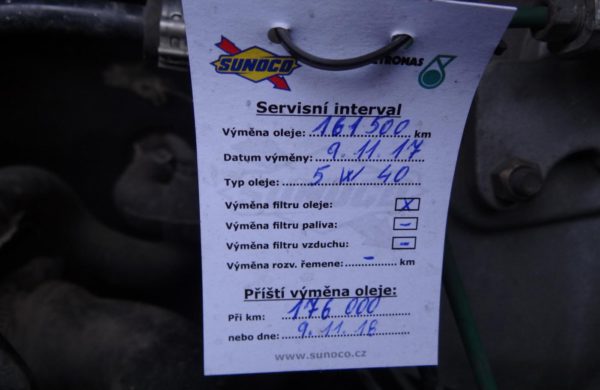 SUNOCO
TRONAS
Servisní interval
Výměna oleje: 161 500 km
Datum výměny: 9. 11. 17
Typ oleje: 5 W 40
Výměna filtru oleje: X
Výměna filtru paliva: -
Výměna filtru vzduchu: -
Výměna rozv. řemene: - km
Příští výměna oleje:
Při km: 176 000
nebo dne: 9. 11. 18
www.sunoco.cz